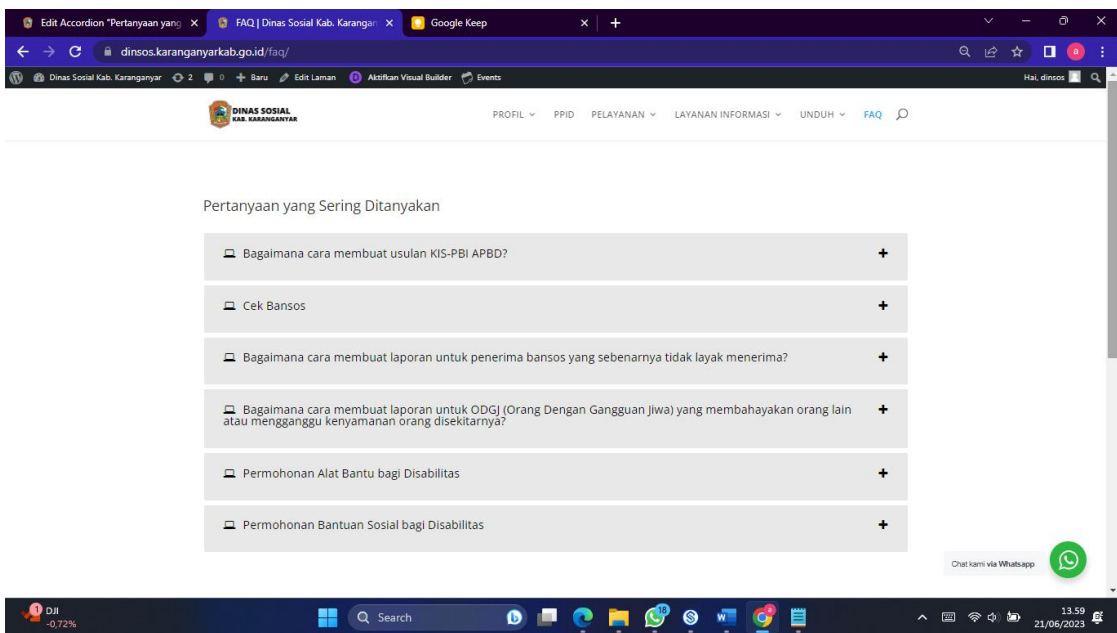 Edit Accordion "Pertanyaan yang
FAQ | Dinas Sosial Kab. Karangan
Google Keep
dinsos.karanganyarkab.go.id/faq/
a
Dinas Sosial Kab. Karanganyar 2 0 Baru Edit Laman Aktifkan Visual Builder Events Hai, dinsos
DINAS SOSIAL
KAB. KARANGANYAR
PROFIL PPID PELAYANAN LAYANAN INFORMASI UNDUH FAQ
Pertanyaan yang Sering Ditanyakan
Bagaimana cara membuat usulan KIS-PBI APBD?
Cek Bansos
Bagaimana cara membuat laporan untuk penerima bansos yang sebenarnya tidak layak menerima?
Bagaimana cara membuat laporan untuk ODGJ (Orang Dengan Gangguan Jiwa) yang membahayakan orang lain
atau mengganggu kenyamanan orang disekitarnya?
Permohonan Alat Bantu bagi Disabilitas
Permohonan Bantuan Sosial bagi Disabilitas
Chat kami via Whatsapp
1 DJI
-0,72%
Search
18
13.59
21/06/2023